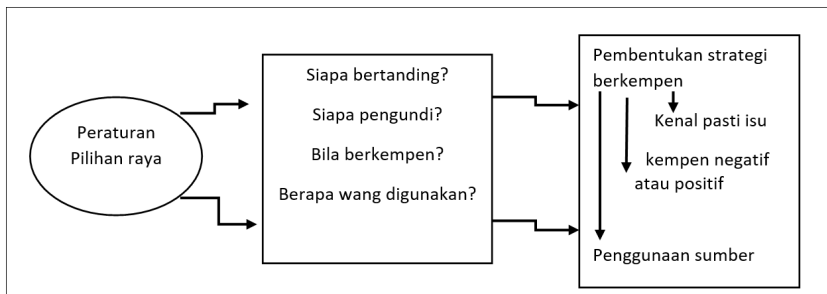 Peraturan
Pilihan raya
Siapa bertanding?
Siapa pengundi?
Bila berkempen?
Berapa wang digunakan?
Pembentukan strategi
berkempen
Kenal pasti isu
kempen negatif
atau positif
Penggunaan sumber